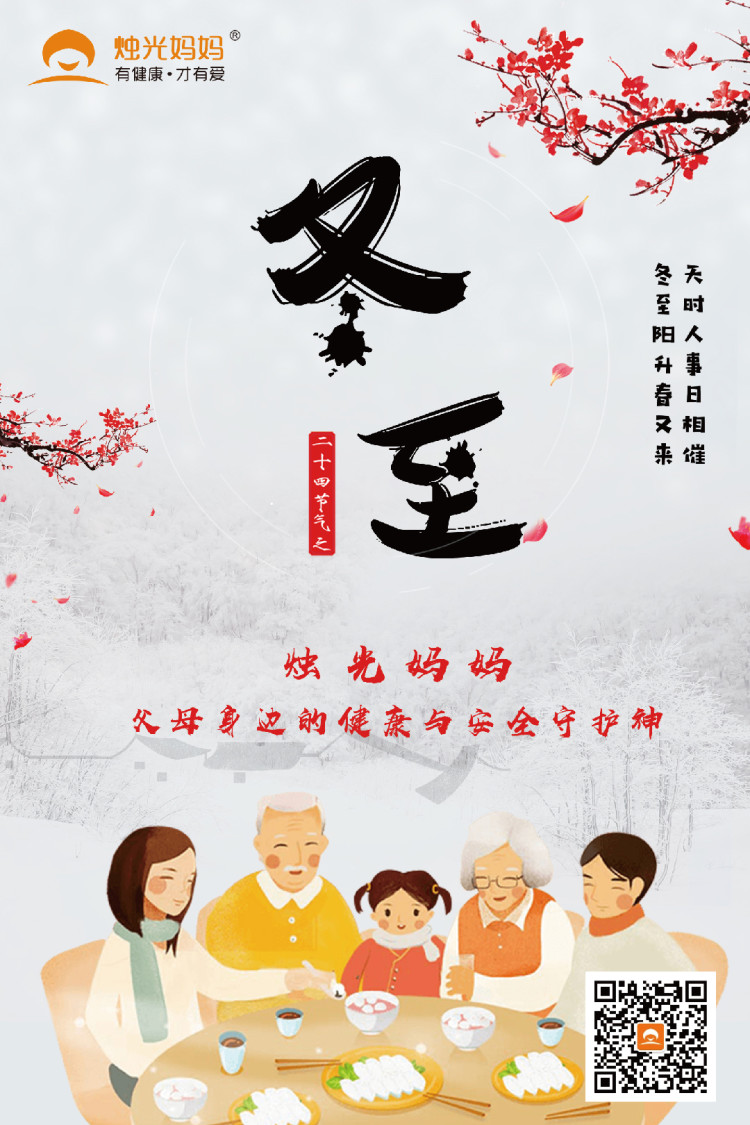 烛光妈妈®
有健康·才有爱
冬至
天时人事日相催
冬至阳升春又来
二十四节气之
烛光妈妈
父母身边的健康与安全守护神